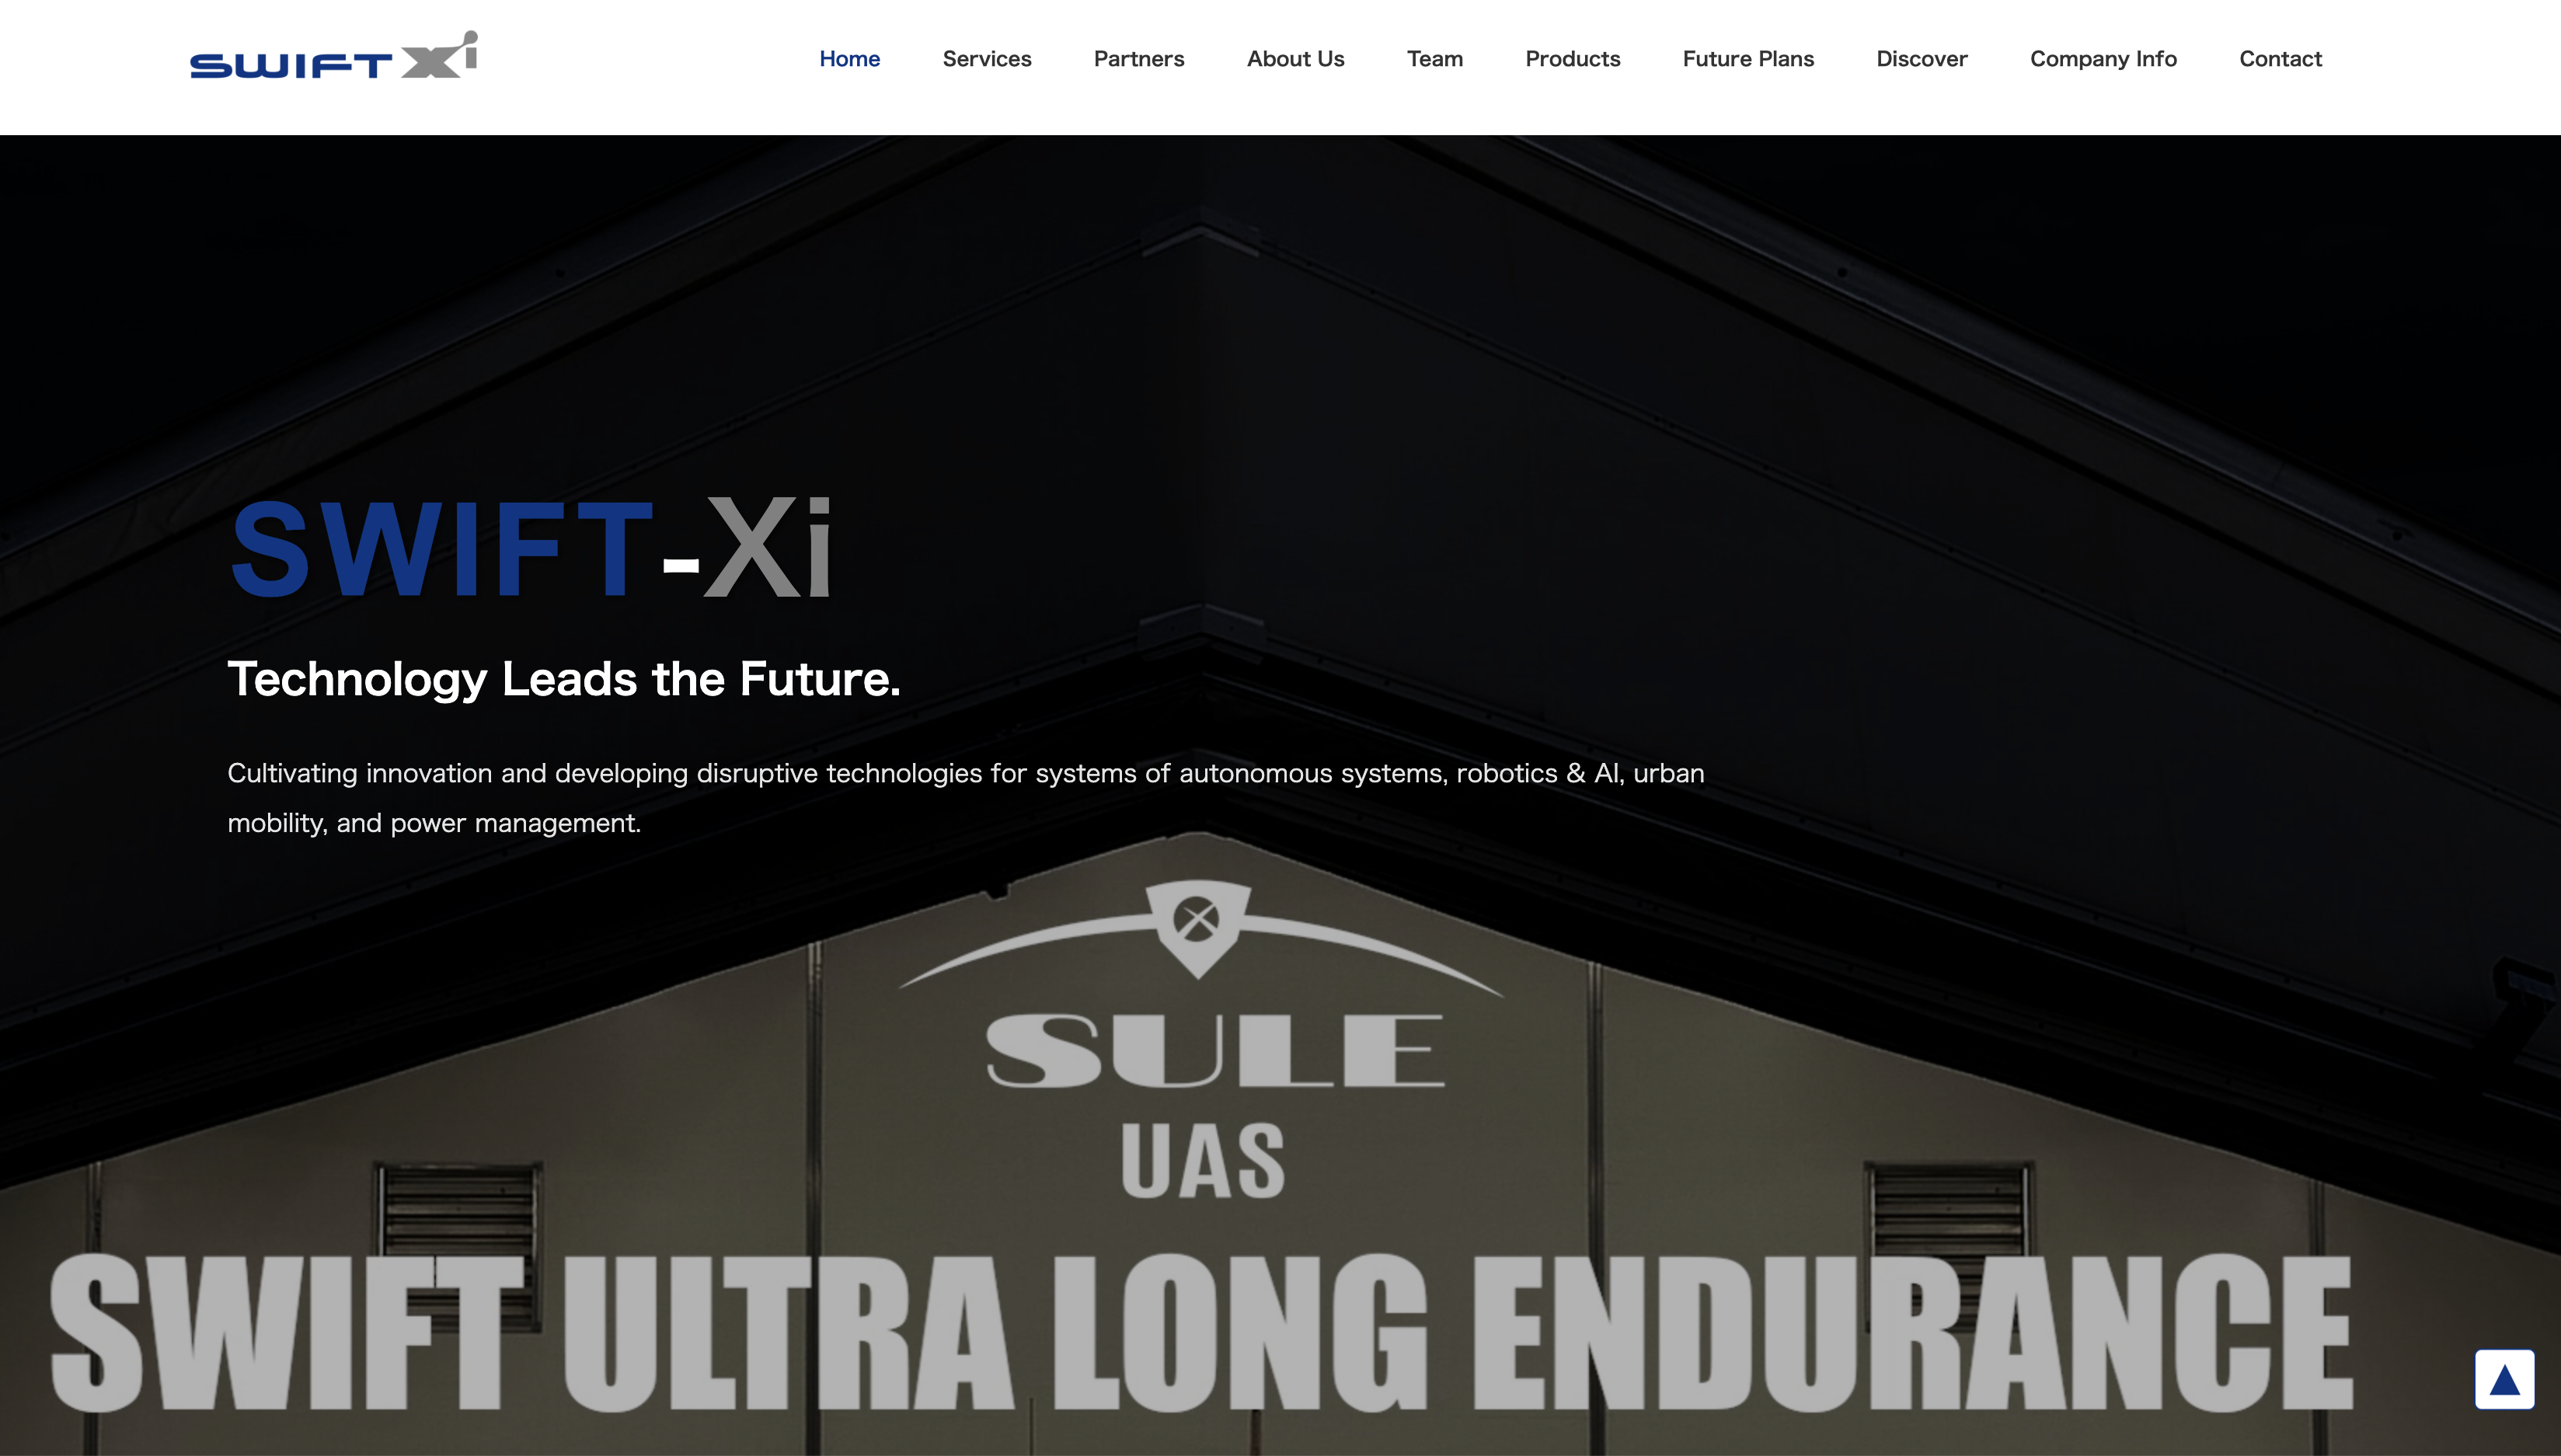 SWIFT Xi
Home Services Partners About Us Team Products Future Plans Discover Company Info Contact
SWIFT-Xi
Technology Leads the Future.
Cultivating innovation and developing disruptive technologies for systems of autonomous systems, robotics & AI, urban
mobility, and power management.
SULE
UAS
SWIFT ULTRA LONG ENDURANCE